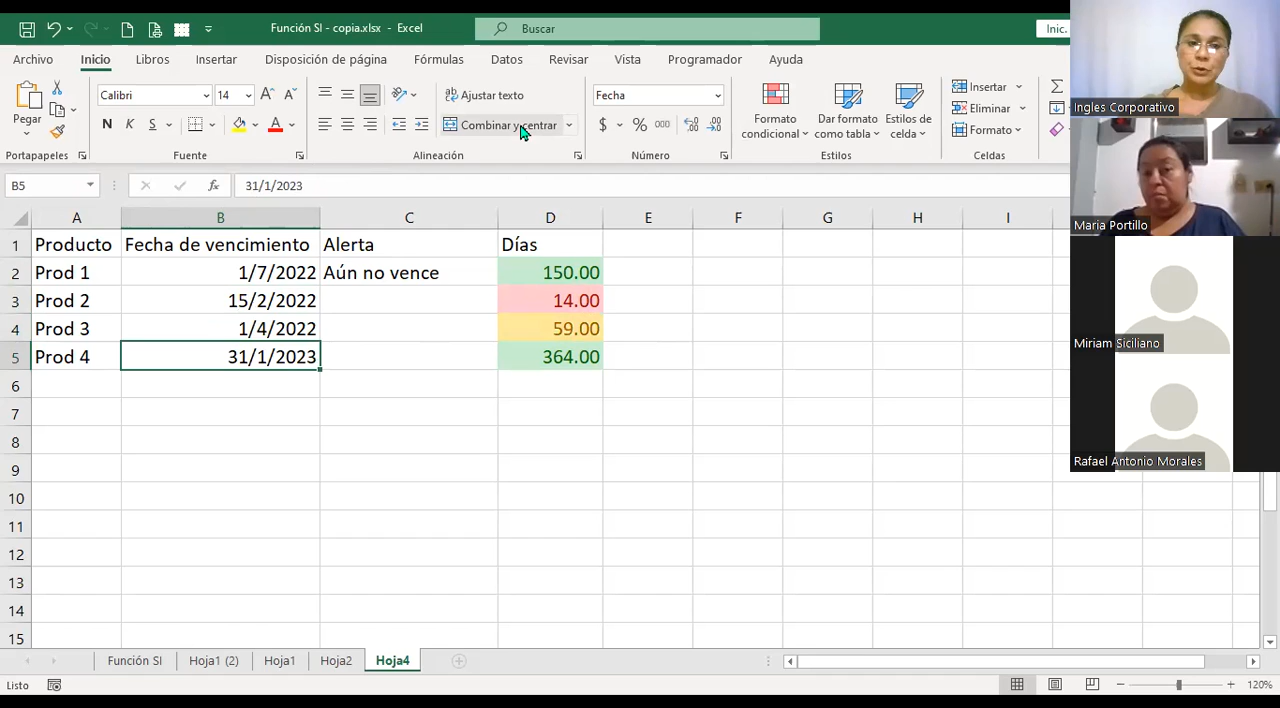 Función SI - copia.xlsx - Excel
Buscar
Inic.
Archivo Inicio Libros Insertar Disposición de página Fórmulas Datos Revisar Vista Programador Ayuda
Pegar
Calibri 14
Ajustar texto
Combinar y centrar
N K S
Fecha
$ % 000
Formato condicional
Dar formato como tabla
Estilos de celda
Insertar
Eliminar
Formato
Portapapeles Fuente Alineación Número Estilos Celdas
B5 fx 31/1/2023
A B C D E F G H I
1 Producto Fecha de vencimiento Alerta Días
2 Prod 1 1/7/2022 Aún no vence 150.00
3 Prod 2 15/2/2022 14.00
4 Prod 3 1/4/2022 59.00
5 Prod 4 31/1/2023 364.00
6
7
8
9
10
11
12
13
14
15
Función SI Hoja1 (2) Hoja1 Hoja2 Hoja4
Listo 120%
Ingles Corporativo
Maria Portillo
Miriam Siciliano
Rafael Antonio Morales